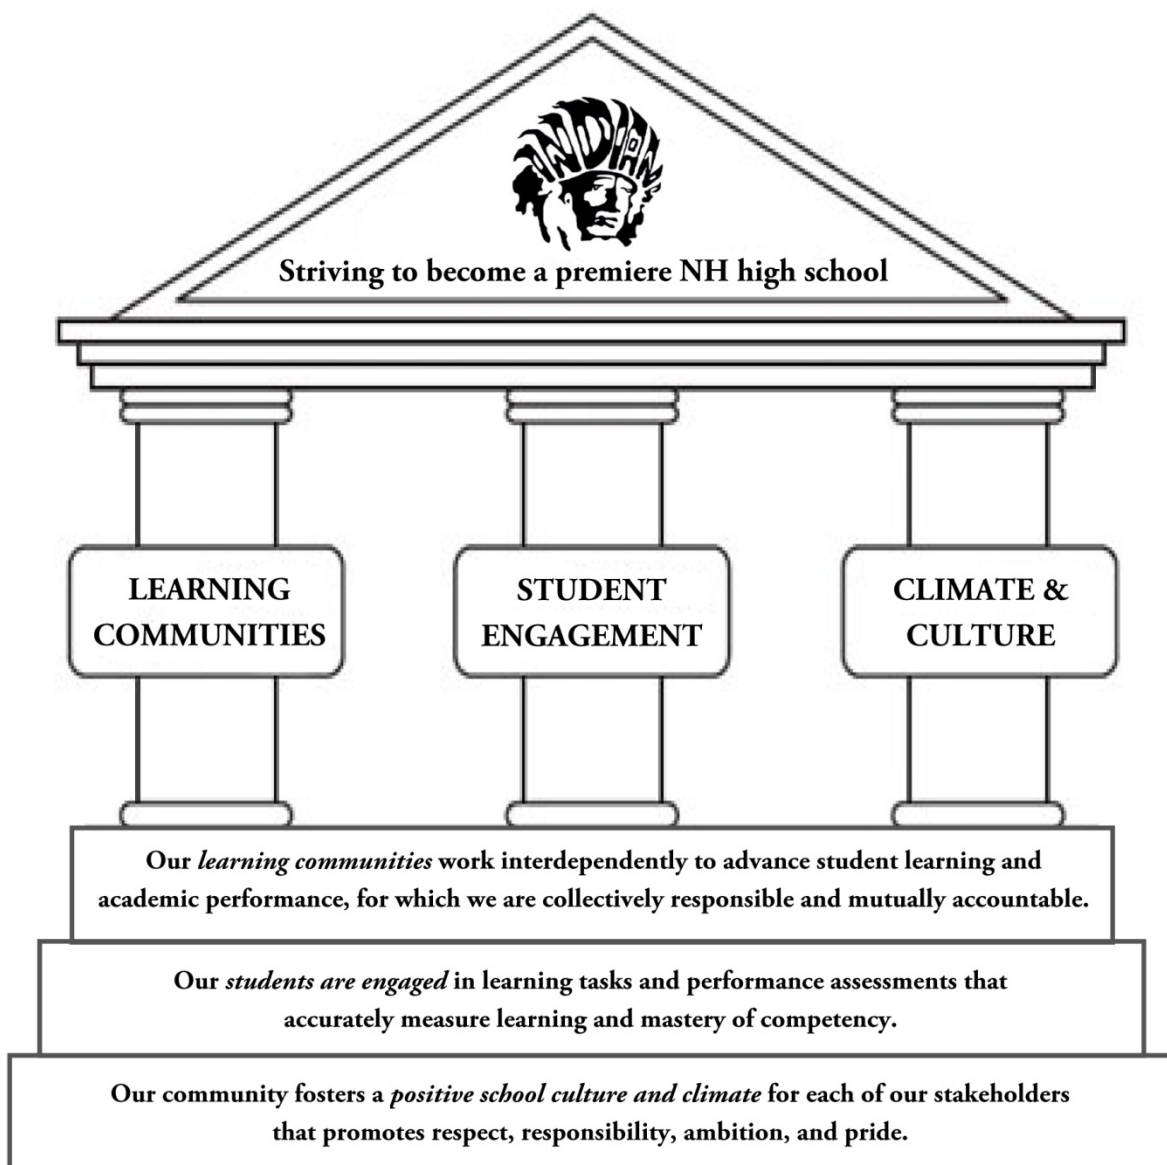 INDIANS
Striving to become a premiere NH high school
LEARNING
COMMUNITIES
STUDENT
ENGAGEMENT
CLIMATE &
CULTURE
Our learning communities work interdependently to advance student learning and
academic performance, for which we are collectively responsible and mutually accountable.
Our students are engaged in learning tasks and performance assessments that
accurately measure learning and mastery of competency.
Our community fosters a positive school culture and climate for each of our stakeholders
that promotes respect, responsibility, ambition, and pride.